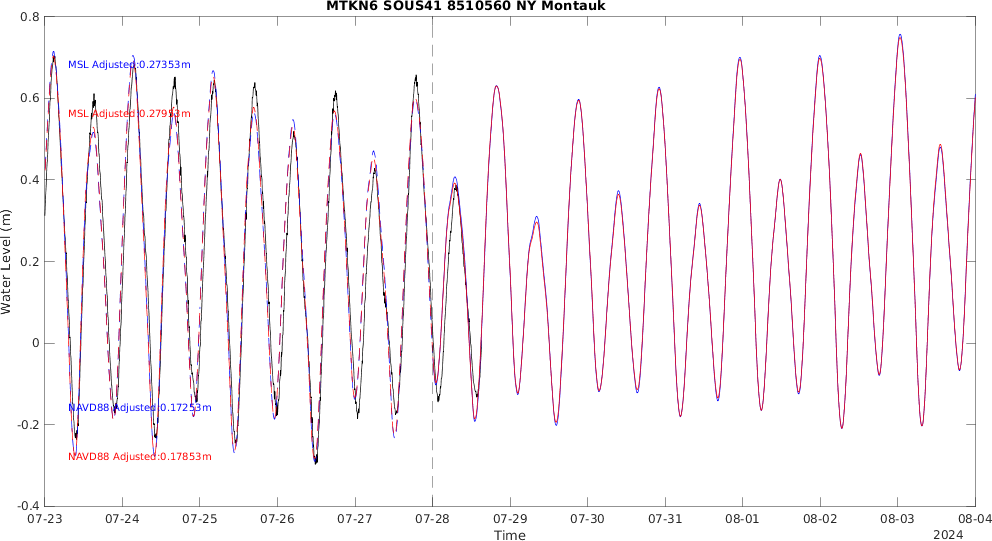 MTKN6 SOUS41 8510560 NY Montauk
0.8
0.6
0.4
0.2
0
-0.2
-0.4
Water Level (m)
MSL Adjusted:0.27353m
MSL Adjusted:0.27953m
NAVD88 Adjusted:0.17253m
NAVD88 Adjusted:0.17853m
07-23 07-24 07-25 07-26 07-27 07-28 07-29 07-30 07-31 08-01 08-02 08-03 08-04
Time
2024